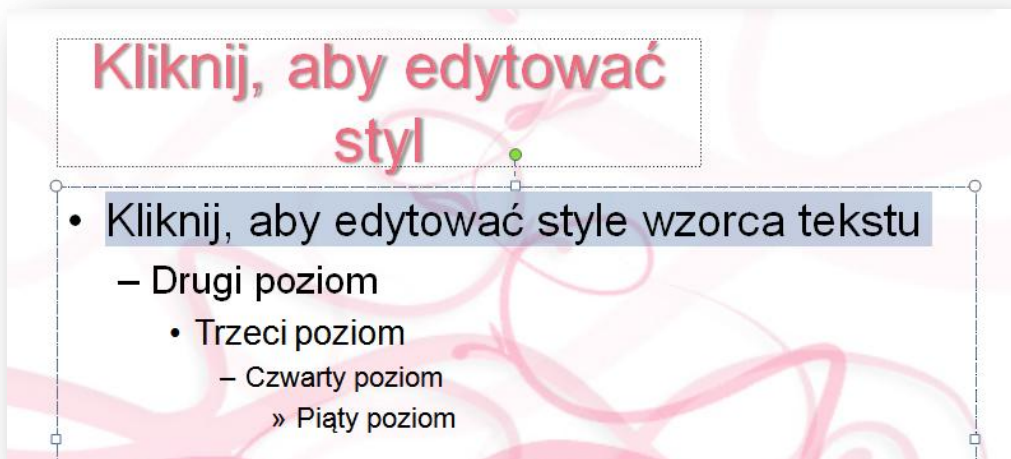 Kliknij, aby edytować
styl
• Kliknij, aby edytować style wzorca tekstu
– Drugi poziom
• Trzeci poziom
– Czwarty poziom
» Piąty poziom